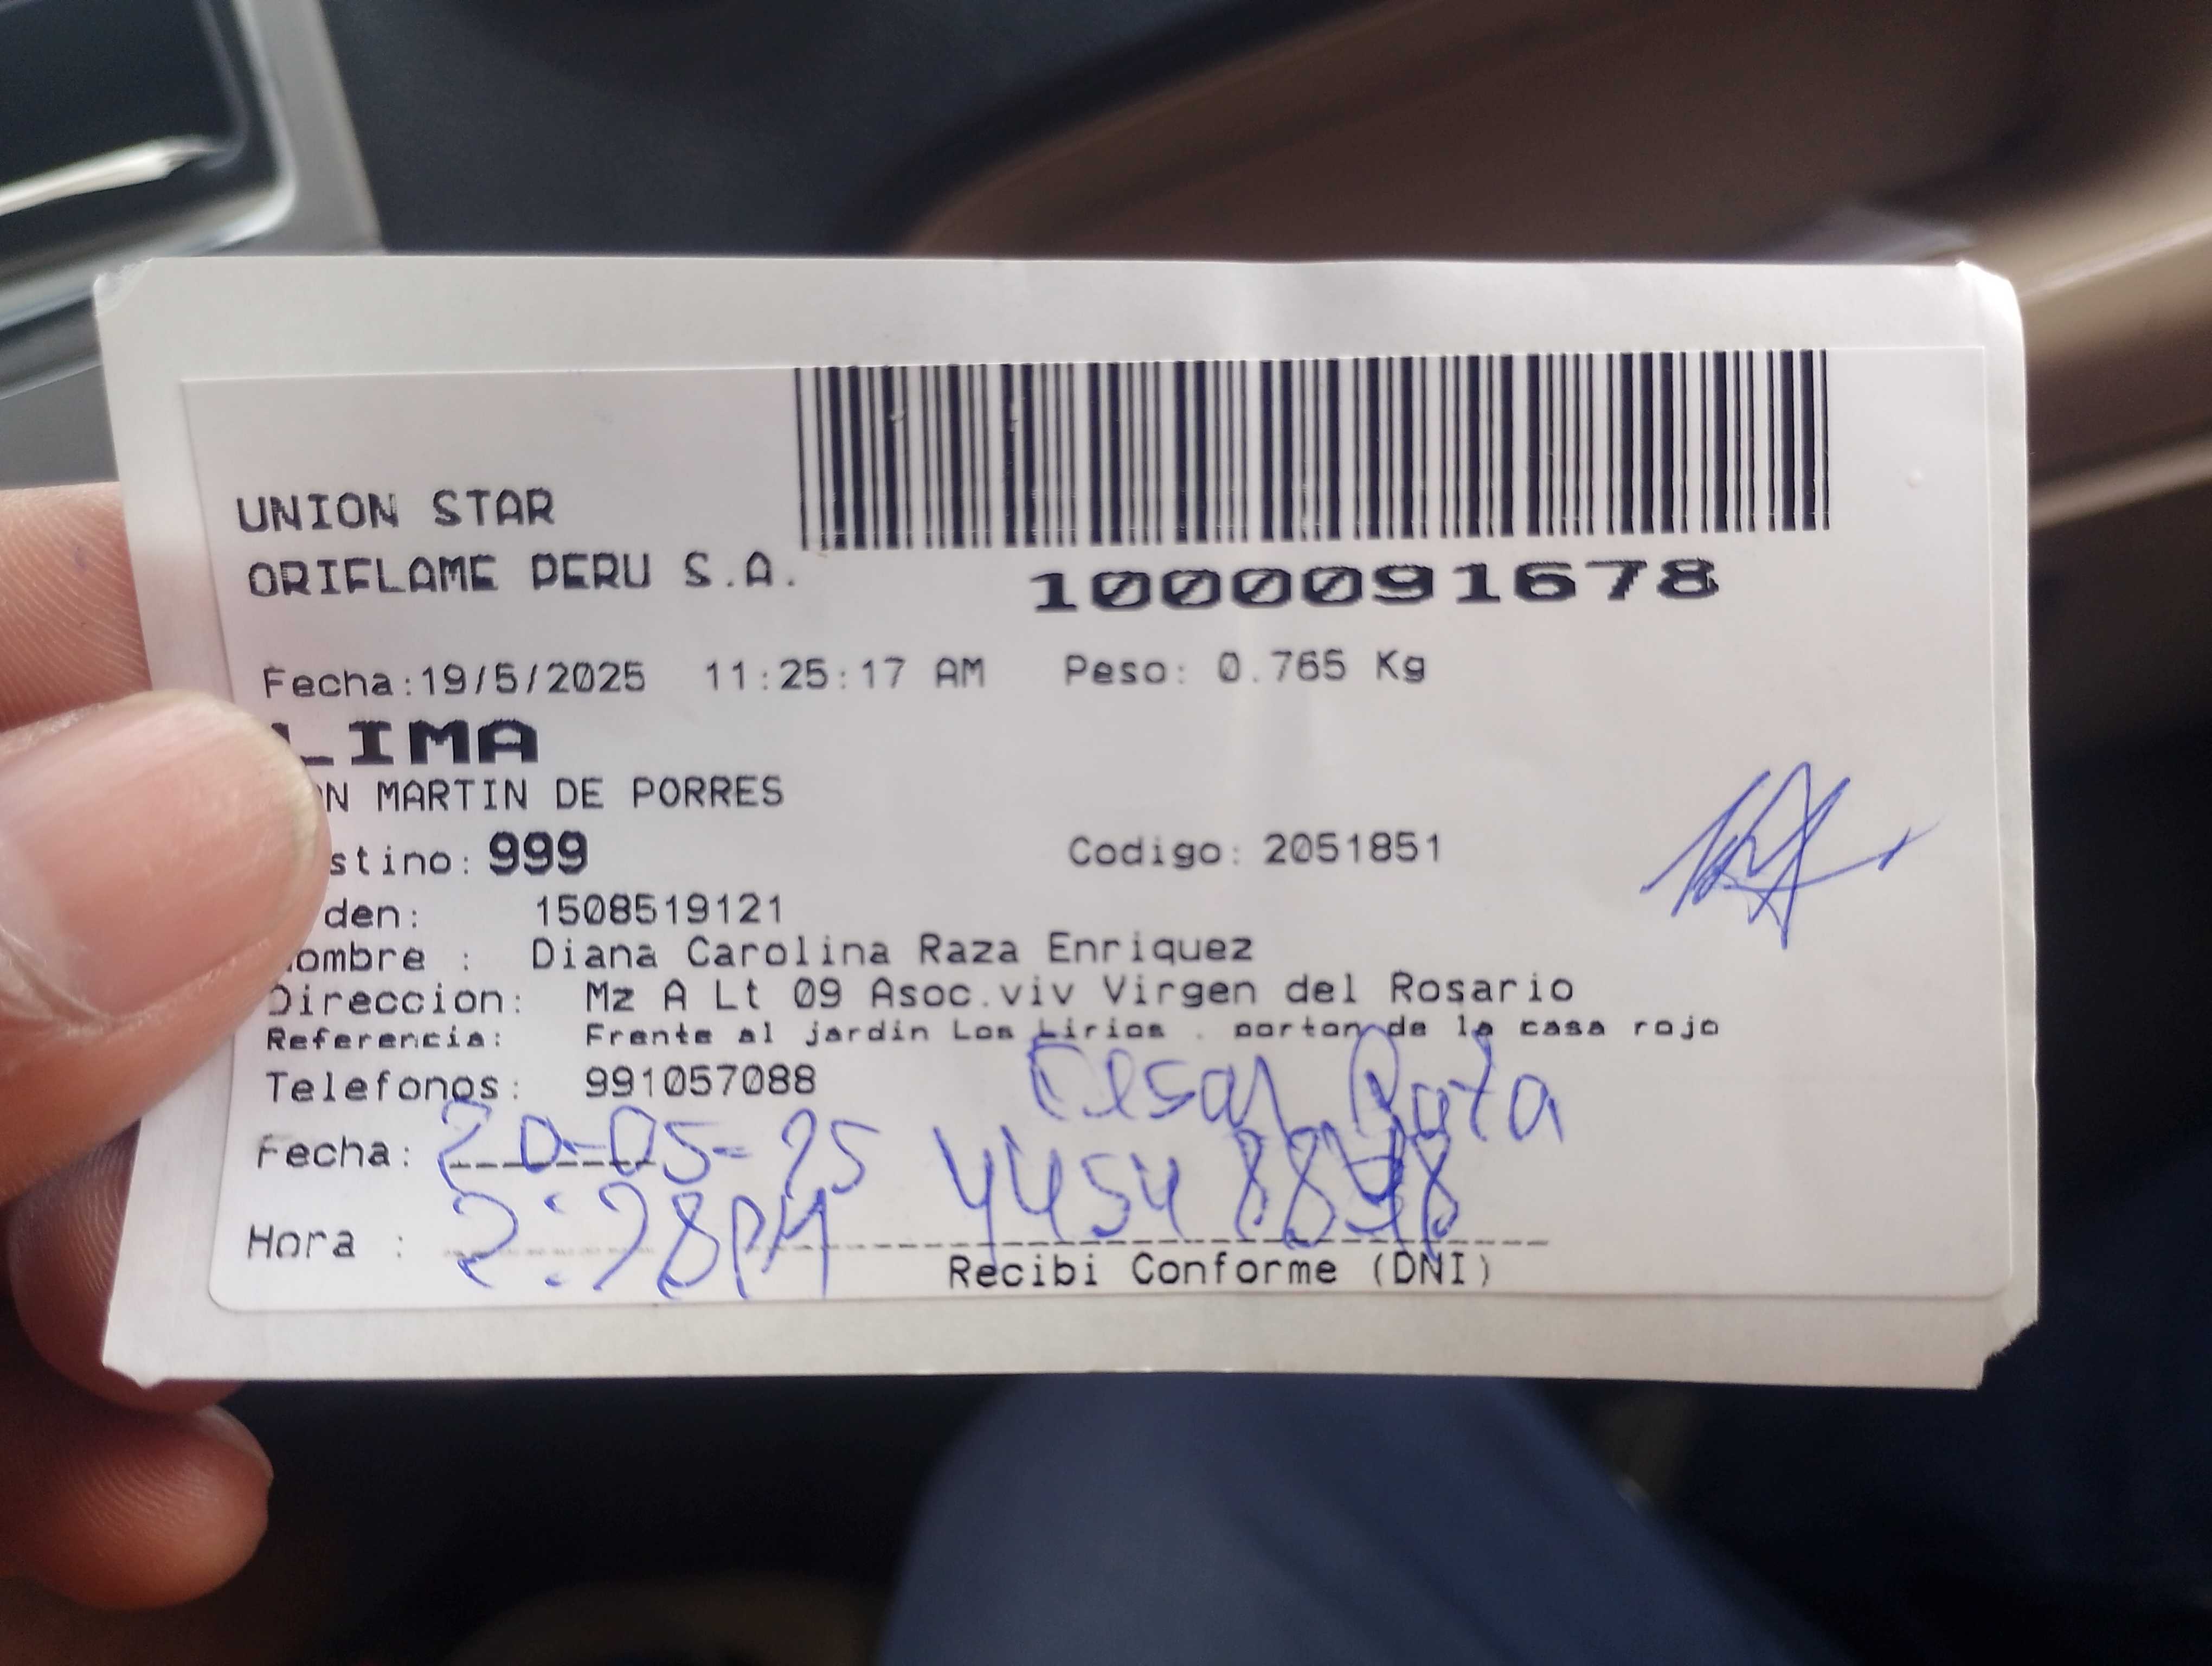 UNION STAR
ORIFLAME PERU S.A.
1000091678
Fecha:19/5/2025 11:25:17 AM Peso: 0.765 Kg
LIMA
N MARTIN DE PORRES
stino: 999 Codigo: 2051851
den: 1508519121
ombre : Diana Carolina Raza Enriquez
Direccion: Mz A Lt 09 Asoc.viv Virgen del Rosario
Referencia: Frente al jardin Los Lirios . porton de la casa rojo
Telefonos: 991057088 Cesar
Fecha: 20-05-25
Hora : 2:28PM
Recibi Conforme (DNI)